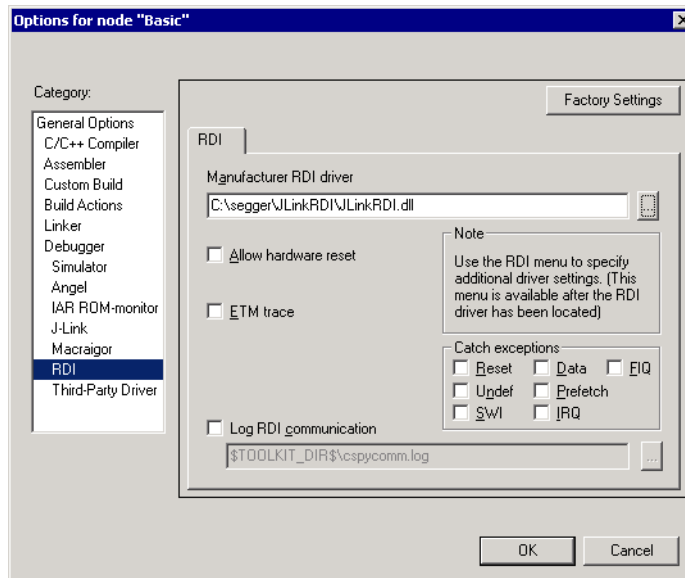 Options for node "Basic"
Category:
General Options
C/C++ Compiler
Assembler
Custom Build
Build Actions
Linker
Debugger
Simulator
Angel
IAR ROM-monitor
J-Link
Macraigor
RDI
Third-Party Driver
Factory Settings
RDI
Manufacturer RDI driver
C:\segger\JLinkRDI\JLinkRDI.dll
...
Allow hardware reset
ETM trace
Note
Use the RDI menu to specify
additional driver settings. (This
menu is available after the RDI
driver has been located)
Catch exceptions
Reset Data FIQ
Undef Prefetch
SWI IRQ
Log RDI communication
$TOOLKIT_DIR$\cspycomm.log
...
OK Cancel